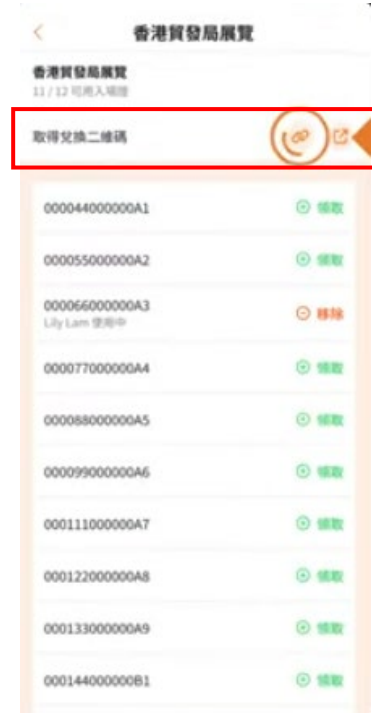 香港貿發局展覽
香港貿發局展覽
11 / 12 可用入場證
取得兌換二維碼
000044000000A1 領取
000055000000A2 領取
000066000000A3 移除
Lily Lam 使用中
000077000000A4 領取
000088000000A5 領取
000099000000A6 領取
000111000000A7 領取
000122000000A8 領取
000133000000A9 領取
000144000000B1 領取